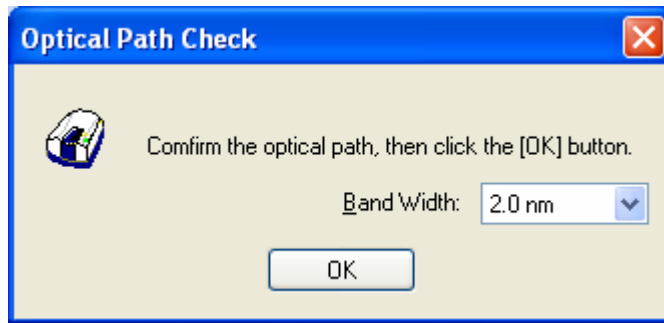 Optical Path Check
Comfirm the optical path, then click the [OK] button.
Band Width: 2.0 nm
OK